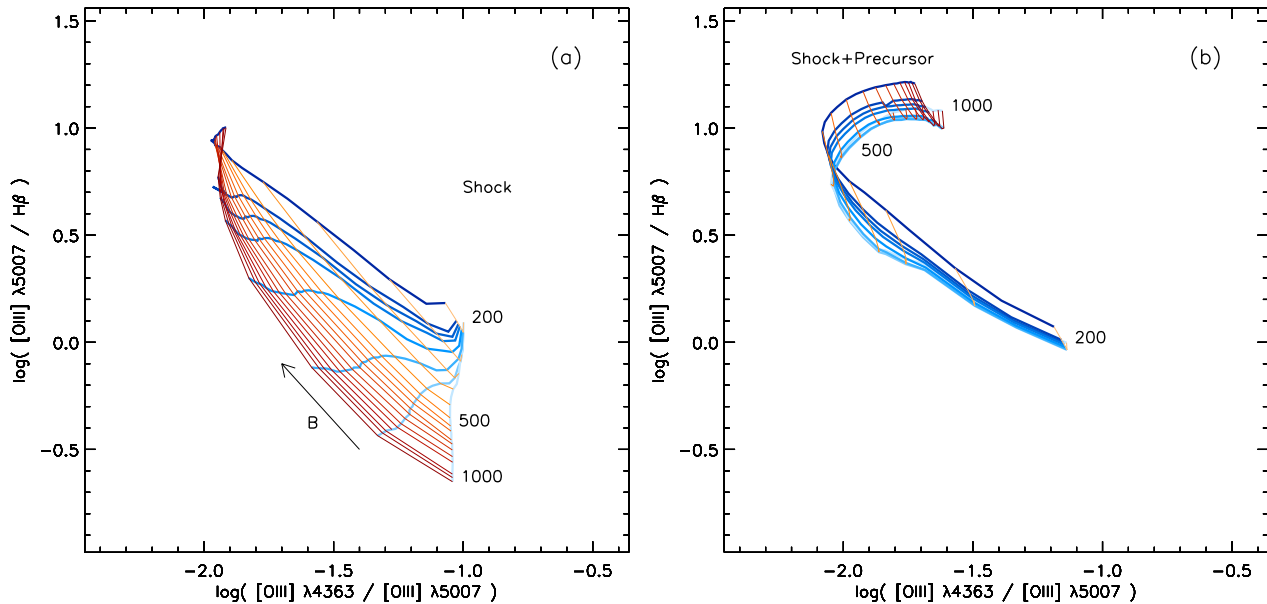 (a)
Shock
200
500
1000
B
1.5
1.0
0.5
0.0
−0.5
−2.0
−1.5
−1.0
−0.5
log( [OIII] λ5007 / Hβ )
log( [OIII] λ4363 / [OIII] λ5007 )
(b)
Shock+Precursor
1000
500
200
1.5
1.0
0.5
0.0
−0.5
−2.0
−1.5
−1.0
−0.5
log( [OIII] λ5007 / Hβ )
log( [OIII] λ4363 / [OIII] λ5007 )